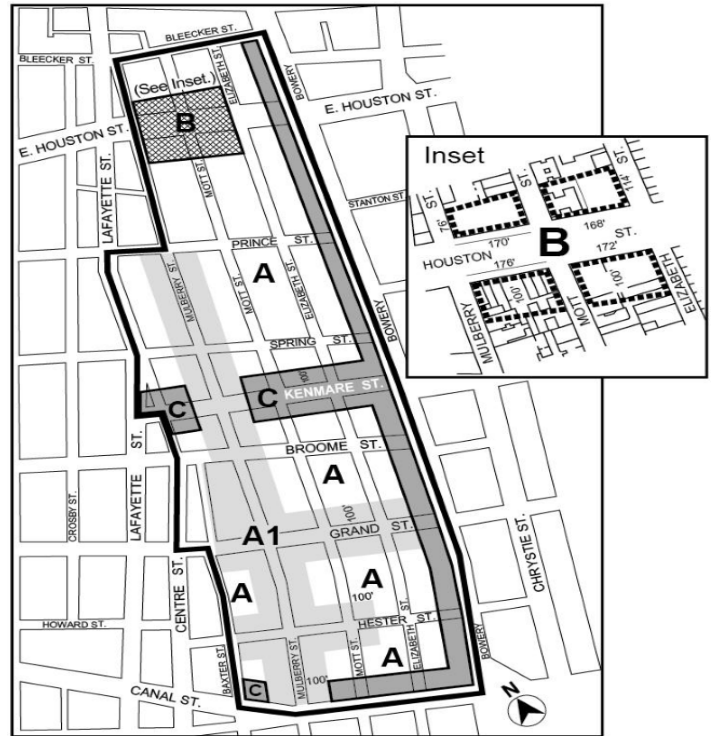 BLEECKER ST.
BLEECKER ST.
ELIZABETH ST.
BOWERY
(See Inset.)
B
E. HOUSTON ST.
E. HOUSTON ST.
LAFAYETTE ST.
MOTT ST.
STANTON ST.
PRINCE ST.
MULBERRY ST.
MOTT ST.
A
ELIZABETH ST.
BOWERY
SPRING ST.
100'
C
C
KENMARE ST.
BROOME ST.
CROSBY ST.
LAFAYETTE ST.
A
100'
A1
GRAND ST.
CENTRE ST.
A
A
100'
CHRYSTIE ST.
HOWARD ST.
HESTER ST.
BAXTER ST.
MULBERRY ST.
MOTT ST.
ELIZABETH ST.
BOWERY
A
C
100'
CANAL ST.
N
Inset
ST.
ST.
76'
114'
170'
168'
B
HOUSTON ST.
176'
172'
100'
100'
MULBERRY
MOTT
ELIZABETH